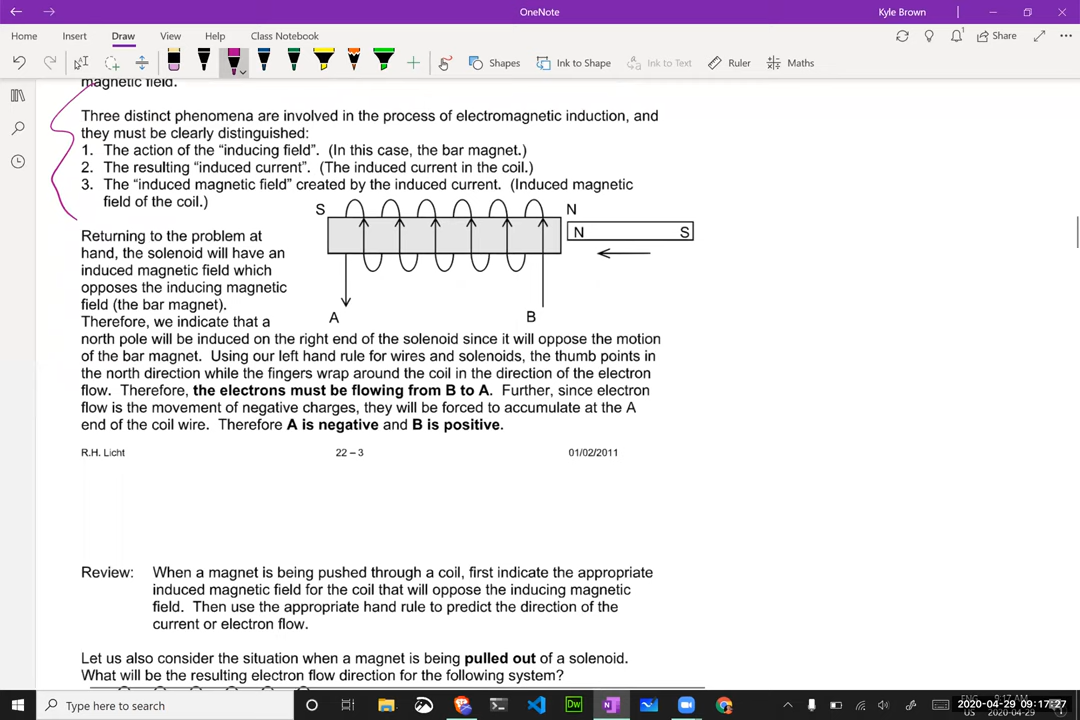 OneNote
Kyle Brown
Home Insert Draw View Help Class Notebook
Share
Shapes Ink to Shape Ink to Text Ruler Maths
magnetic field.
Three distinct phenomena are involved in the process of electromagnetic induction, and
they must be clearly distinguished:
1. The action of the “inducing field”. (In this case, the bar magnet.)
2. The resulting “induced current”. (The induced current in the coil.)
3. The “induced magnetic field” created by the induced current. (Induced magnetic
field of the coil.)
S N
N S
A B
Returning to the problem at
hand, the solenoid will have an
induced magnetic field which
opposes the inducing magnetic
field (the bar magnet).
Therefore, we indicate that a
north pole will be induced on the right end of the solenoid since it will oppose the motion
of the bar magnet. Using our left hand rule for wires and solenoids, the thumb points in
the north direction while the fingers wrap around the coil in the direction of the electron
flow. Therefore, the electrons must be flowing from B to A. Further, since electron
flow is the movement of negative charges, they will be forced to accumulate at the A
end of the coil wire. Therefore A is negative and B is positive.
R.H. Licht 22 – 3 01/02/2011
Review: When a magnet is being pushed through a coil, first indicate the appropriate
induced magnetic field for the coil that will oppose the inducing magnetic
field. Then use the appropriate hand rule to predict the direction of the
current or electron flow.
Let us also consider the situation when a magnet is being pulled out of a solenoid.
What will be the resulting electron flow direction for the following system?
Type here to search
Dw
2020-04-29 09:17:27